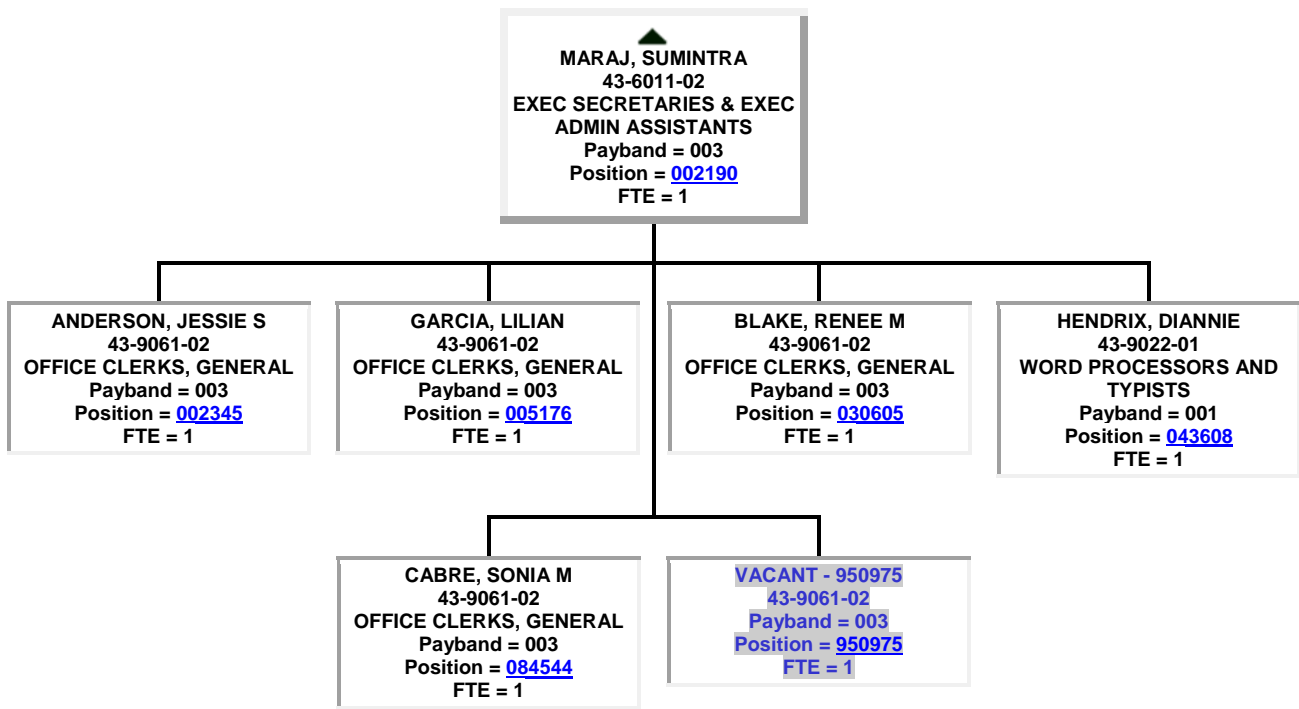 MARAJ, SUMINTRA
43-6011-02
EXEC SECRETARIES & EXEC
ADMIN ASSISTANTS
Payband = 003
Position = 002190
FTE = 1
ANDERSON, JESSIE S
43-9061-02
OFFICE CLERKS, GENERAL
Payband = 003
Position = 002345
FTE = 1
GARCIA, LILIAN
43-9061-02
OFFICE CLERKS, GENERAL
Payband = 003
Position = 005176
FTE = 1
BLAKE, RENEE M
43-9061-02
OFFICE CLERKS, GENERAL
Payband = 003
Position = 030605
FTE = 1
HENDRIX, DIANNIE
43-9022-01
WORD PROCESSORS AND
TYPISTS
Payband = 001
Position = 043608
FTE = 1
CABRE, SONIA M
43-9061-02
OFFICE CLERKS, GENERAL
Payband = 003
Position = 084544
FTE = 1
VACANT - 950975
43-9061-02
Payband = 003
Position = 950975
FTE = 1